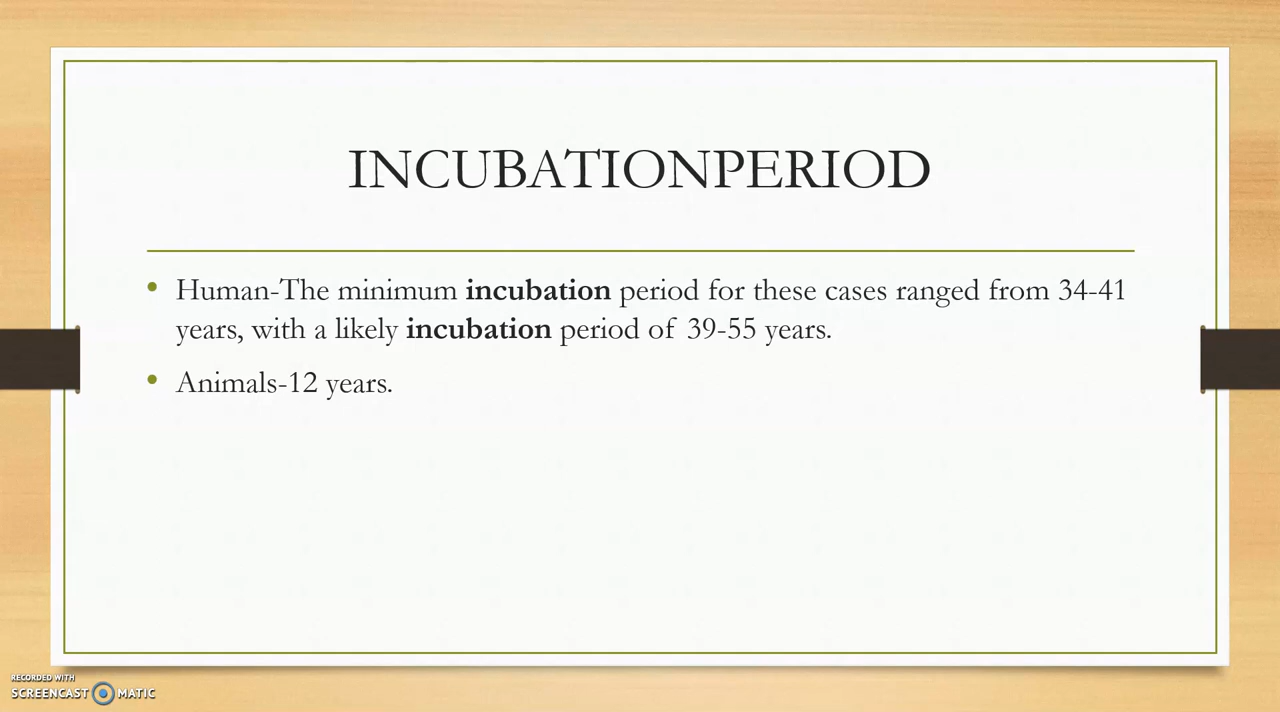 INCUBATIONPERIOD
• Human-The minimum incubation period for these cases ranged from 34-41
years, with a likely incubation period of 39-55 years.
• Animals-12 years.
RECORDED WITH
SCREENCAST MATIC